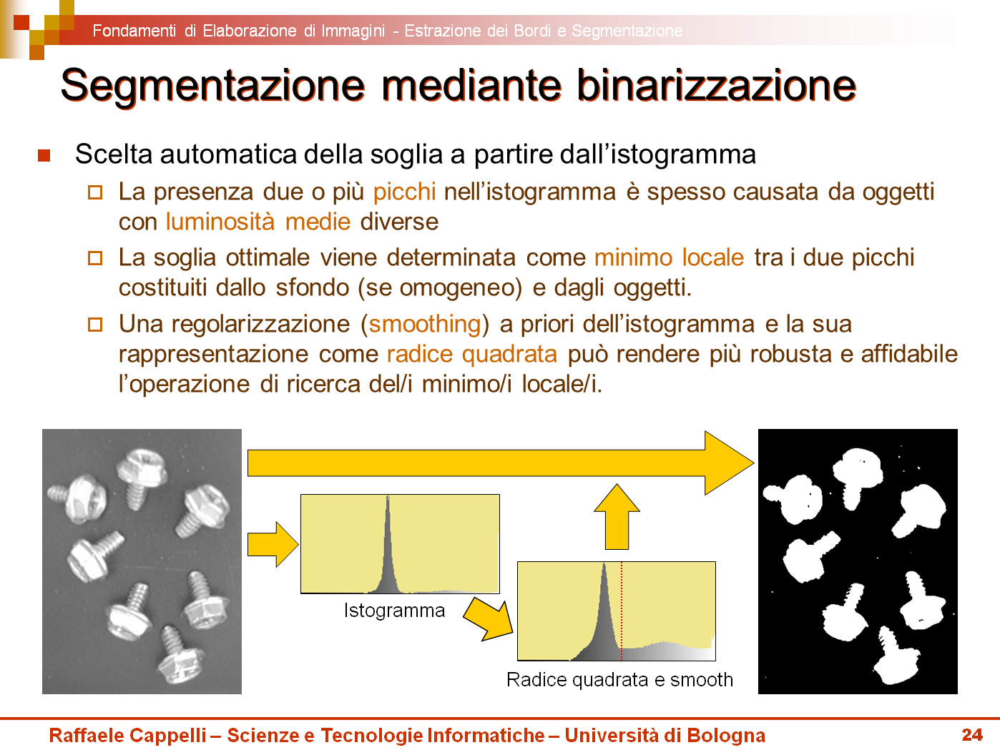 Fondamenti di Elaborazione di Immagini - Estrazione dei Bordi e Segmentazione
Segmentazione mediante binarizzazione
Scelta automatica della soglia a partire dall’istogramma
La presenza due o più picchi nell’istogramma è spesso causata da oggetti
con luminosità medie diverse
La soglia ottimale viene determinata come minimo locale tra i due picchi
costituiti dallo sfondo (se omogeneo) e dagli oggetti.
Una regolarizzazione (smoothing) a priori dell’istogramma e la sua
rappresentazione come radice quadrata può rendere più robusta e affidabile
l’operazione di ricerca del/i minimo/i locale/i.
Istogramma
Radice quadrata e smooth
Raffaele Cappelli – Scienze e Tecnologie Informatiche – Università di Bologna
24